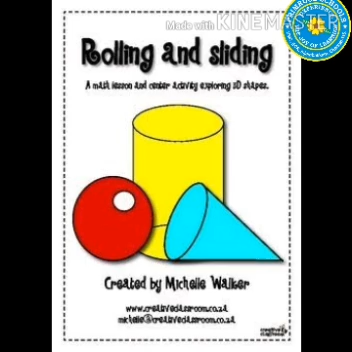 Made with KINEMASTER
Rolling and sliding
A math lesson and center activity exploring 3D shapes.
Created by Michelle Walker
www.creativeclassroom.co.za
michelle@creativeclassroom.co.za